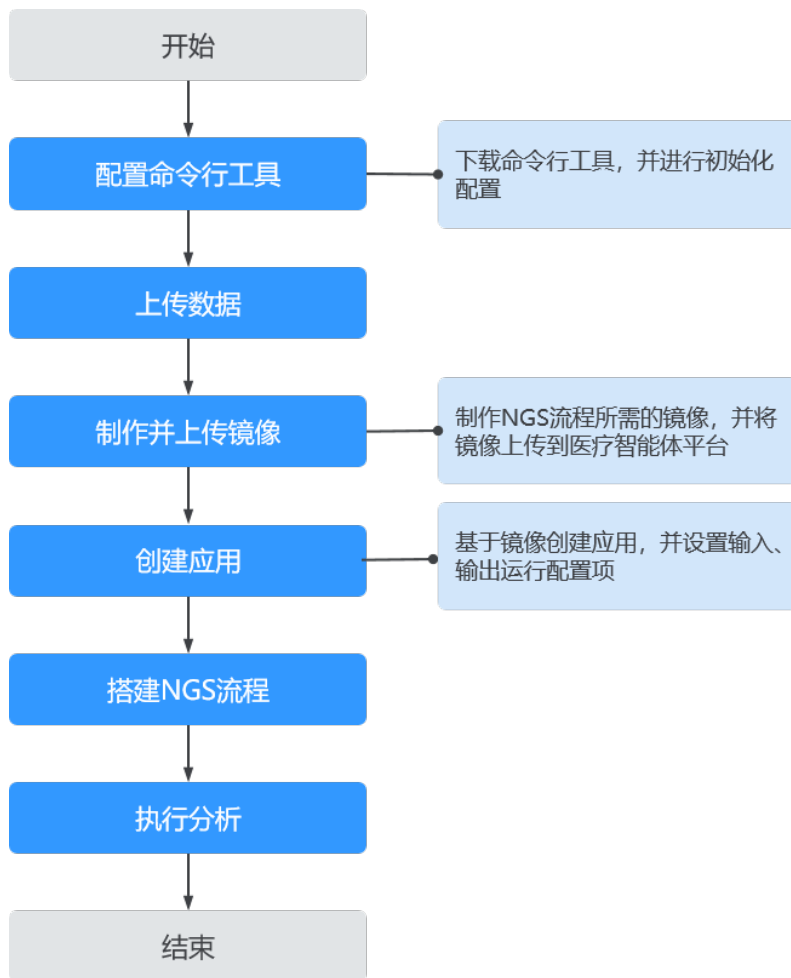 开始
配置命令行工具
下载命令行工具，并进行初始化
配置
上传数据
制作并上传镜像
制作NGS流程所需的镜像，并将
镜像上传到医疗智能体平台
创建应用
基于镜像创建应用，并设置输入、
输出运行配置项
搭建NGS流程
执行分析
结束